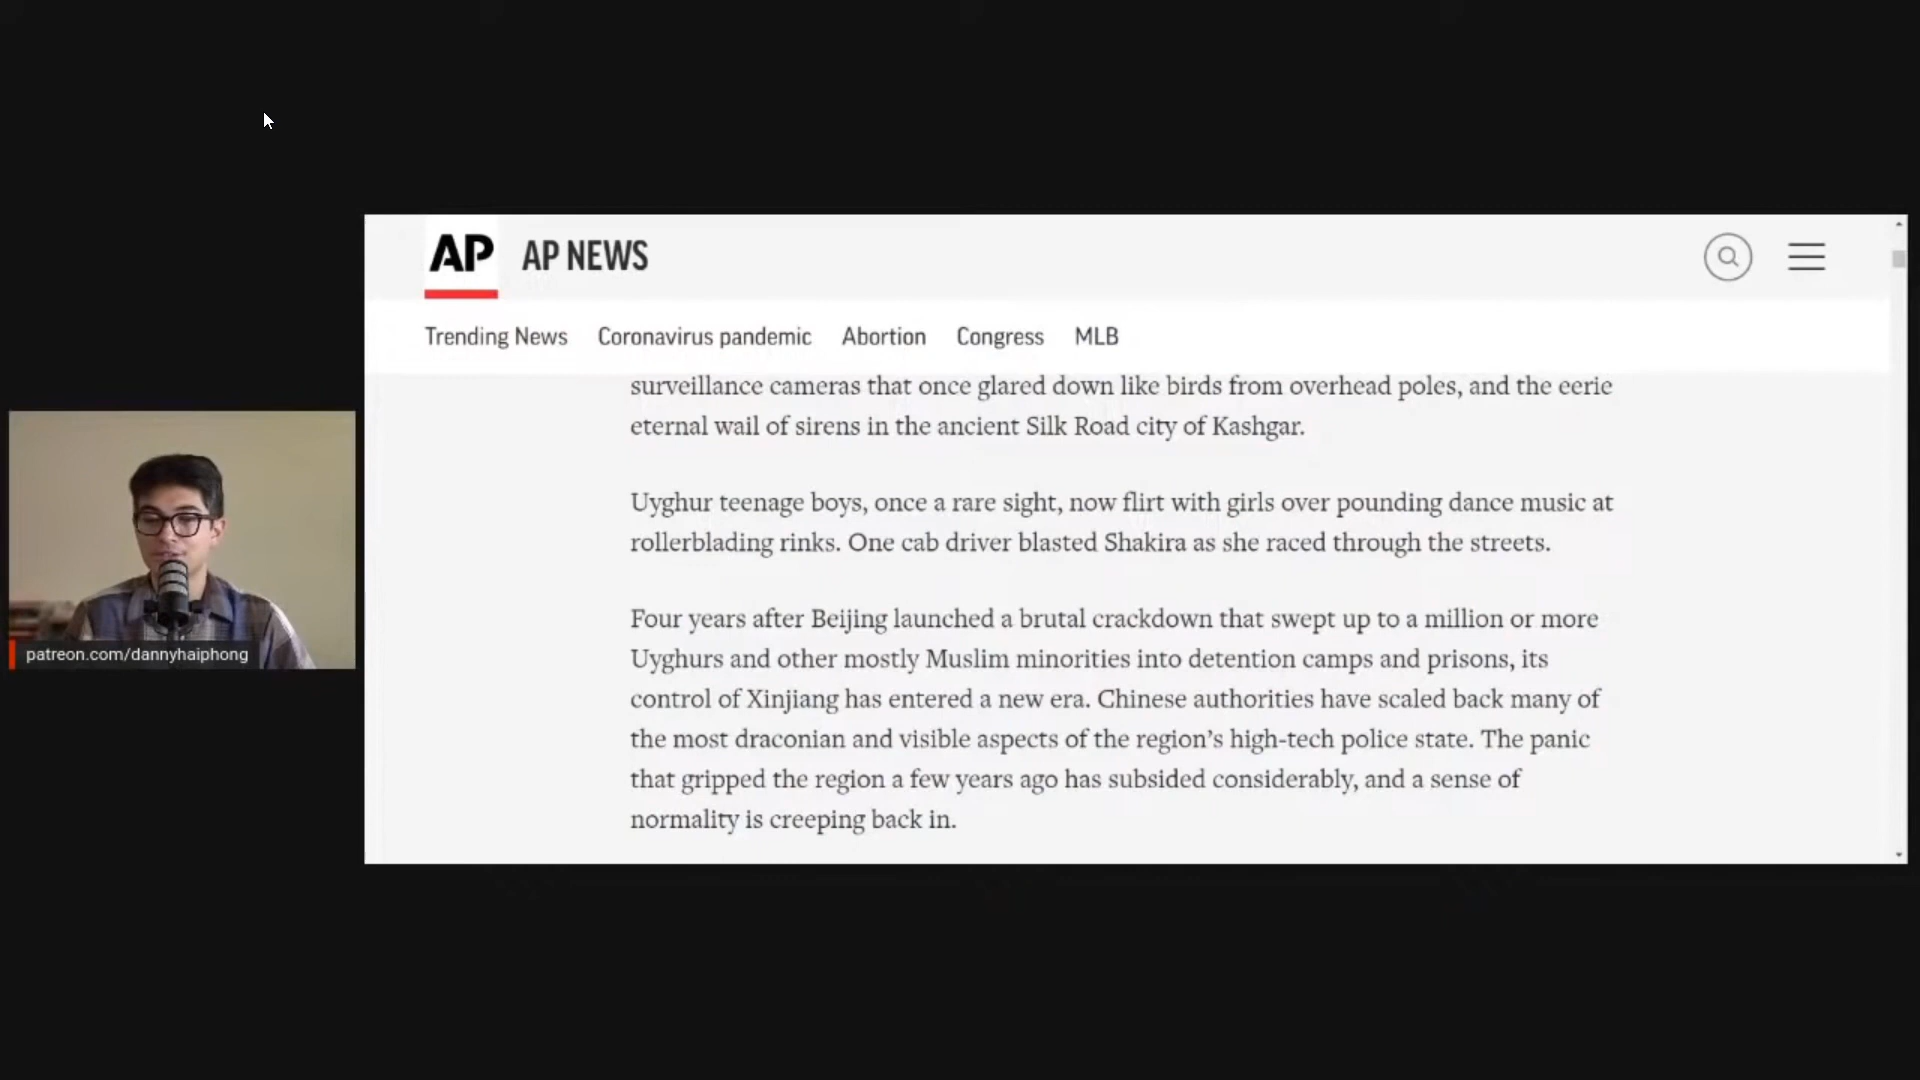 AP AP NEWS
Trending News Coronavirus pandemic Abortion Congress MLB
surveillance cameras that once glared down like birds from overhead poles, and the eerie
eternal wail of sirens in the ancient Silk Road city of Kashgar.
Uyghur teenage boys, once a rare sight, now flirt with girls over pounding dance music at
rollerblading rinks. One cab driver blasted Shakira as she raced through the streets.
Four years after Beijing launched a brutal crackdown that swept up to a million or more
Uyghurs and other mostly Muslim minorities into detention camps and prisons, its
control of Xinjiang has entered a new era. Chinese authorities have scaled back many of
the most draconian and visible aspects of the region’s high-tech police state. The panic
that gripped the region a few years ago has subsided considerably, and a sense of
normality is creeping back in.
patreon.com/dannyhaiphong